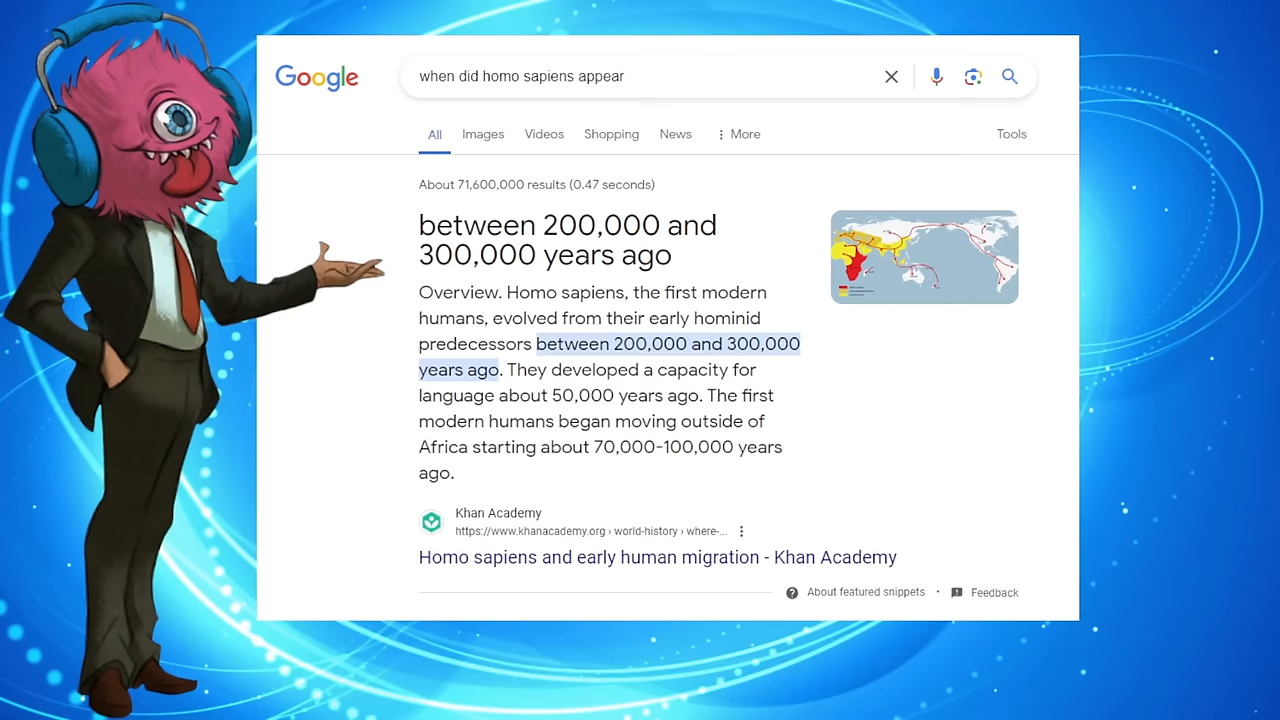 Google
when did homo sapiens appear
All Images Videos Shopping News More Tools
About 71,600,000 results (0.47 seconds)
between 200,000 and
300,000 years ago
Overview. Homo sapiens, the first modern
humans, evolved from their early hominid
predecessors between 200,000 and 300,000
years ago. They developed a capacity for
language about 50,000 years ago. The first
modern humans began moving outside of
Africa starting about 70,000-100,000 years
ago.
Khan Academy
https://www.khanacademy.org › world-history › where-...
Homo sapiens and early human migration - Khan Academy
About featured snippets • Feedback